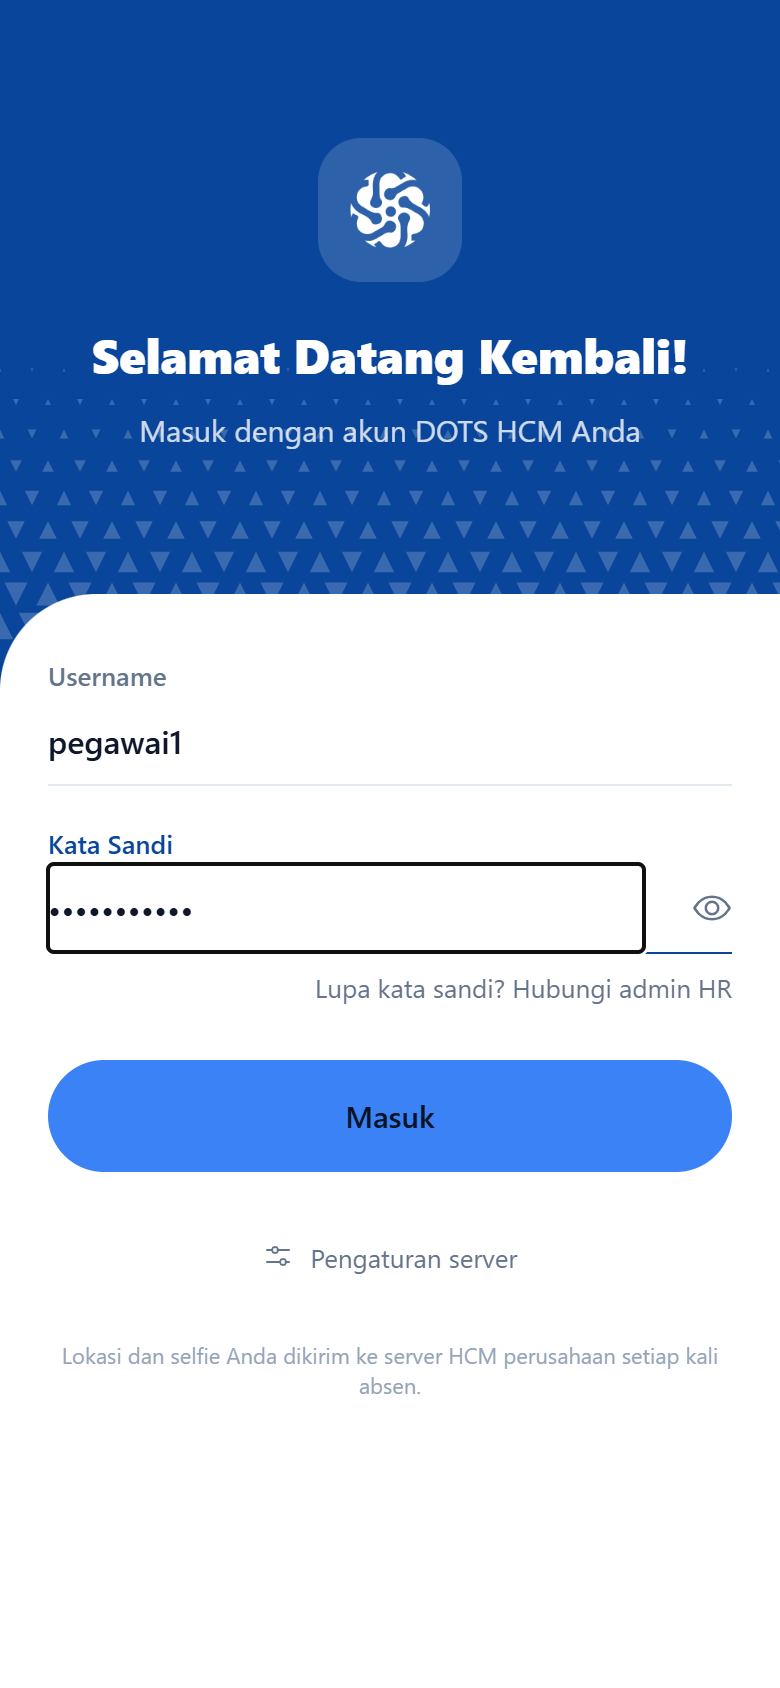 Selamat Datang Kembali!
Masuk dengan akun DOTS HCM Anda
Username
pegawai1
Kata Sandi
•••••••••••
Lupa kata sandi? Hubungi admin HR
Masuk
Pengaturan server
Lokasi dan selfie Anda dikirim ke server HCM perusahaan setiap kali
absen.